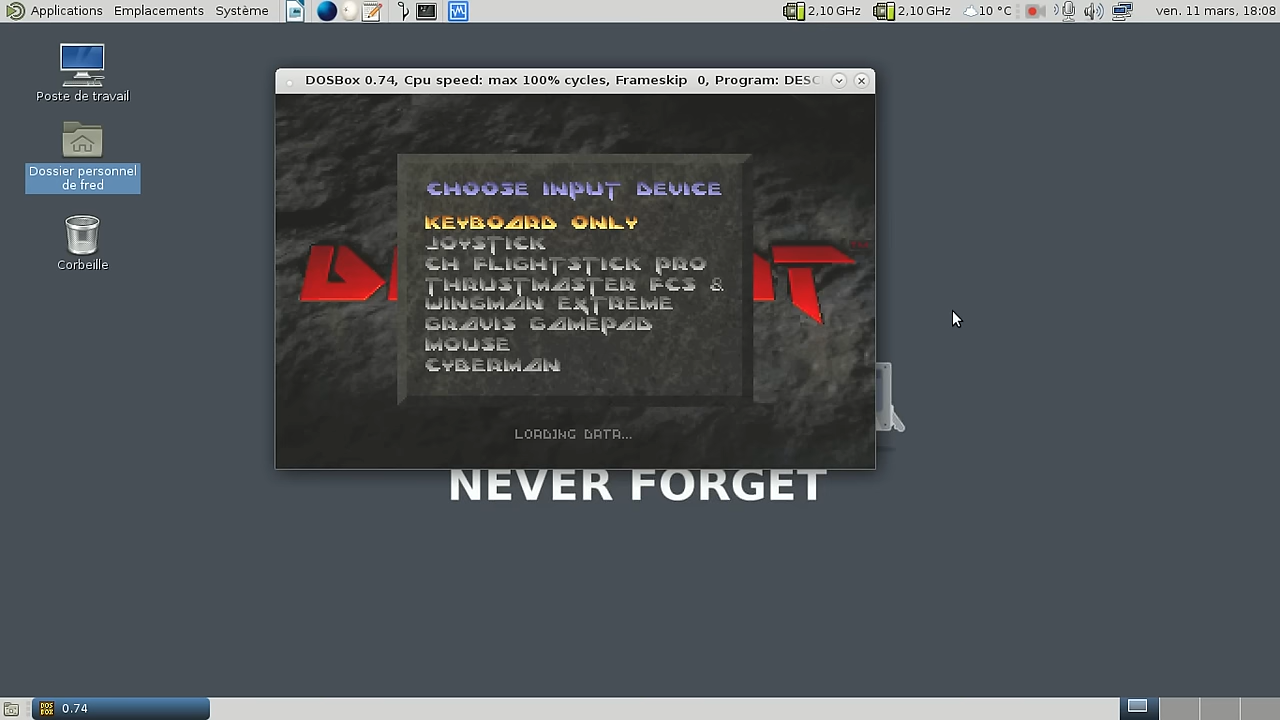 Applications Emplacements Système
2,10 GHz 2,10 GHz 10 °C ven. 11 mars, 18:08
Poste de travail
Dossier personnel
de fred
Corbeille
DOSBox 0.74, Cpu speed: max 100% cycles, Frameskip 0, Program: DESC
CHOOSE INPUT DEVICE
KEYBOARD ONLY
JOYSTICK
CH FLIGHTSTICK PRO
THRUSTMASTER FCS &
WINGMAN EXTREME
GRAVIS GAMEPAD
MOUSE
CYBERMAN
LOADING DATA...
NEVER FORGET
DOS
BOX
0.74